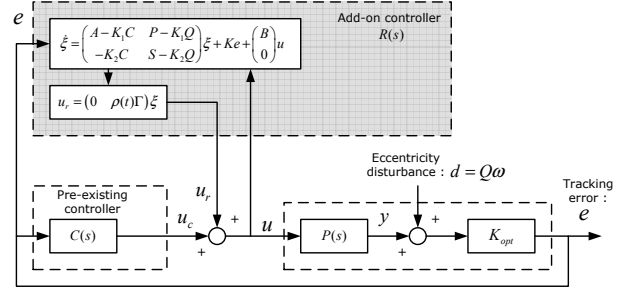 e
Add-on controller
R(s)
ξ̇ = ( A − K₁C  P − K₁Q
−K₂C  S − K₂Q ) ξ + Ke + ( B
0 ) u
u_r = (0  ρ(t)Γ)ξ
Eccentricity
disturbance : d = Qω
Tracking
error :
e
Pre-existing
controller
u_r
u_c
u
y
+
+
+
+
C(s)
P(s)
K_opt